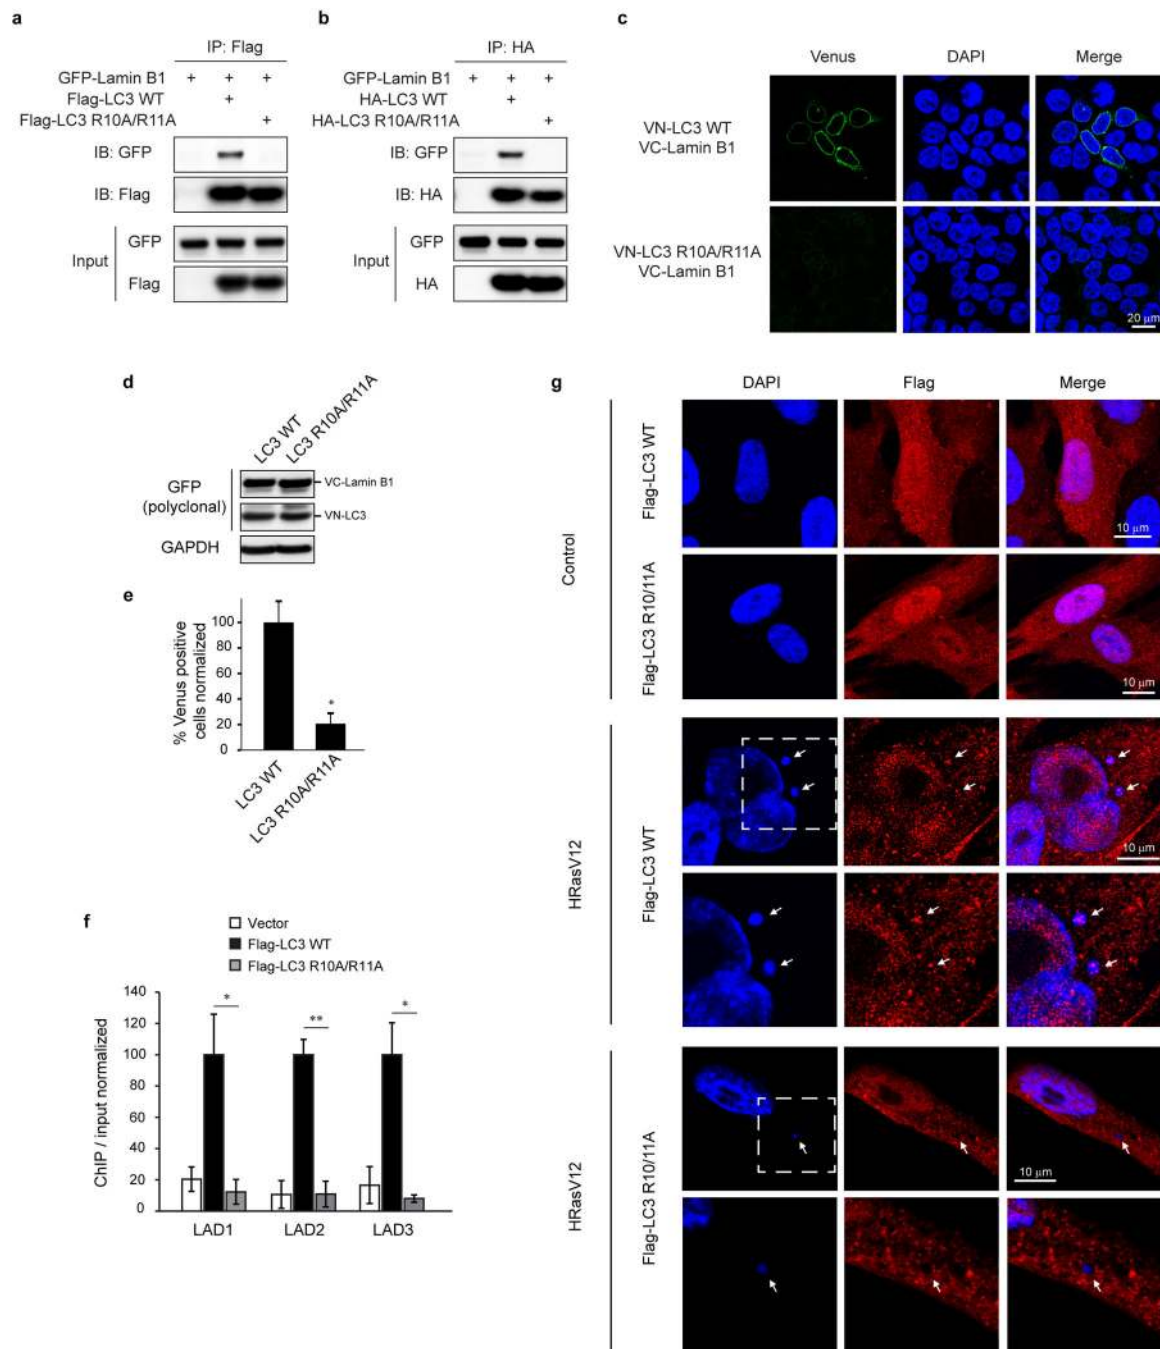 a
IP: Flag
GFP-Lamin B1 + + +
Flag-LC3 WT +
Flag-LC3 R10A/R11A +
IB: GFP
IB: Flag
Input
GFP
Flag
b
IP: HA
GFP-Lamin B1 + + +
HA-LC3 WT +
HA-LC3 R10A/R11A +
IB: GFP
IB: HA
Input
GFP
HA
c
Venus DAPI Merge
VN-LC3 WT
VC-Lamin B1
VN-LC3 R10A/R11A
VC-Lamin B1
20 μm
d
LC3 WT
LC3 R10A/R11A
GFP
(polyclonal)
VC-Lamin B1
VN-LC3
GAPDH
e
% Venus positive
cells normalized
100
80
60
40
20
0
*
LC3 WT
LC3 R10A/R11A
f
Vector
Flag-LC3 WT
Flag-LC3 R10A/R11A
ChIP / input normalized
140
120
100
80
60
40
20
0
* ** *
LAD1 LAD2 LAD3
g
DAPI Flag Merge
Control
Flag-LC3 WT
10 μm
Flag-LC3 R10/11A
10 μm
HRasV12
Flag-LC3 WT
10 μm
HRasV12
Flag-LC3 R10/11A
10 μm